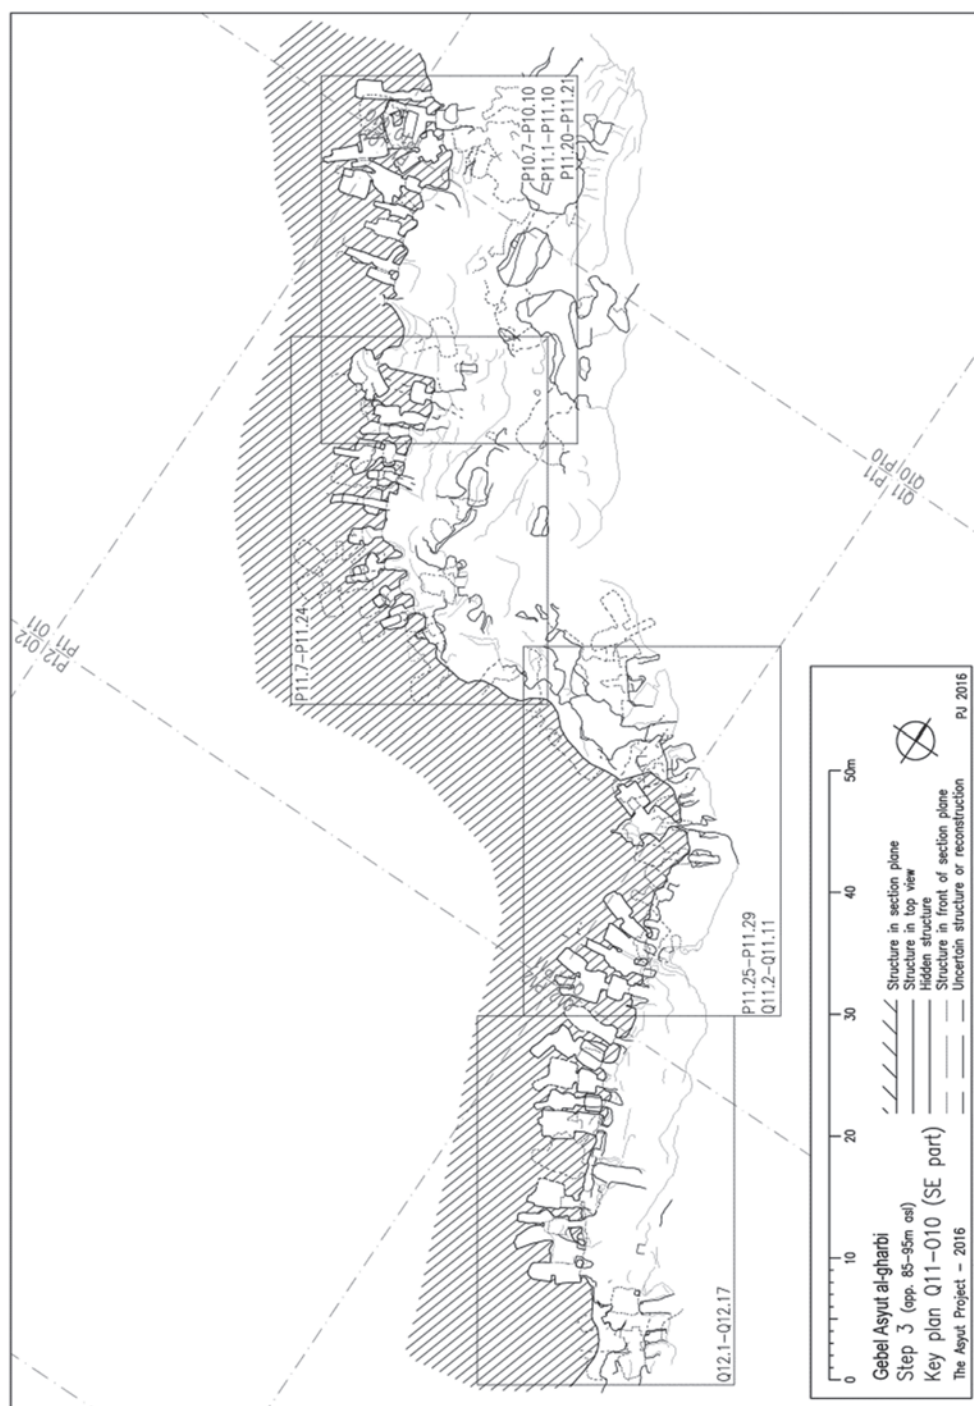 P12 O12
P11 O11
P10.7–P10.10
P11.1–P11.10
P11.20–P11.21
P11.7–P11.24
Q11 P11
Q10 P10
P11.25–P11.29
Q11.2–Q11.11
Q12.1–Q12.17
0 10 20 30 40 50m
Gebel Asyut al-gharbi
Step 3 (app. 85–95m asl)
Key plan Q11–O10 (SE part)
The Asyut Project – 2016
Structure in section plane
Structure in top view
Hidden structure
Structure in front of section plane
Uncertain structure or reconstruction
PJ 2016